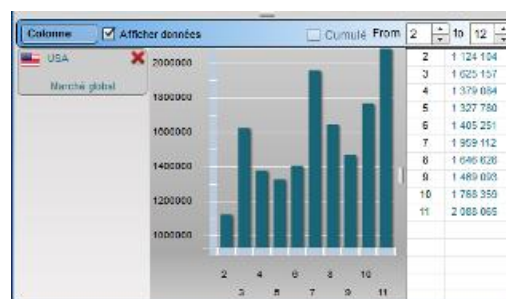 Colonne Afficher données Cumulé From 2 to 12
USA
Marché global
2000000
1800000
1600000
1400000
1200000
1000000
2 4 6 8 10
3 5 7 9 11
2 1 124 104
3 1 625 157
4 1 379 084
5 1 327 780
6 1 405 251
7 1 959 112
8 1 646 626
9 1 469 093
10 1 768 359
11 2 088 065